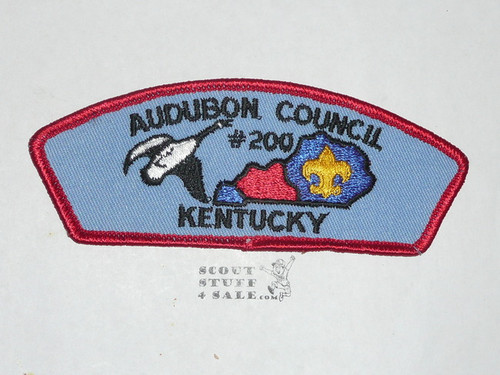 AUDUBON COUNCIL
#200
KENTUCKY
SCOUT
STUFF
4 SALE.COM